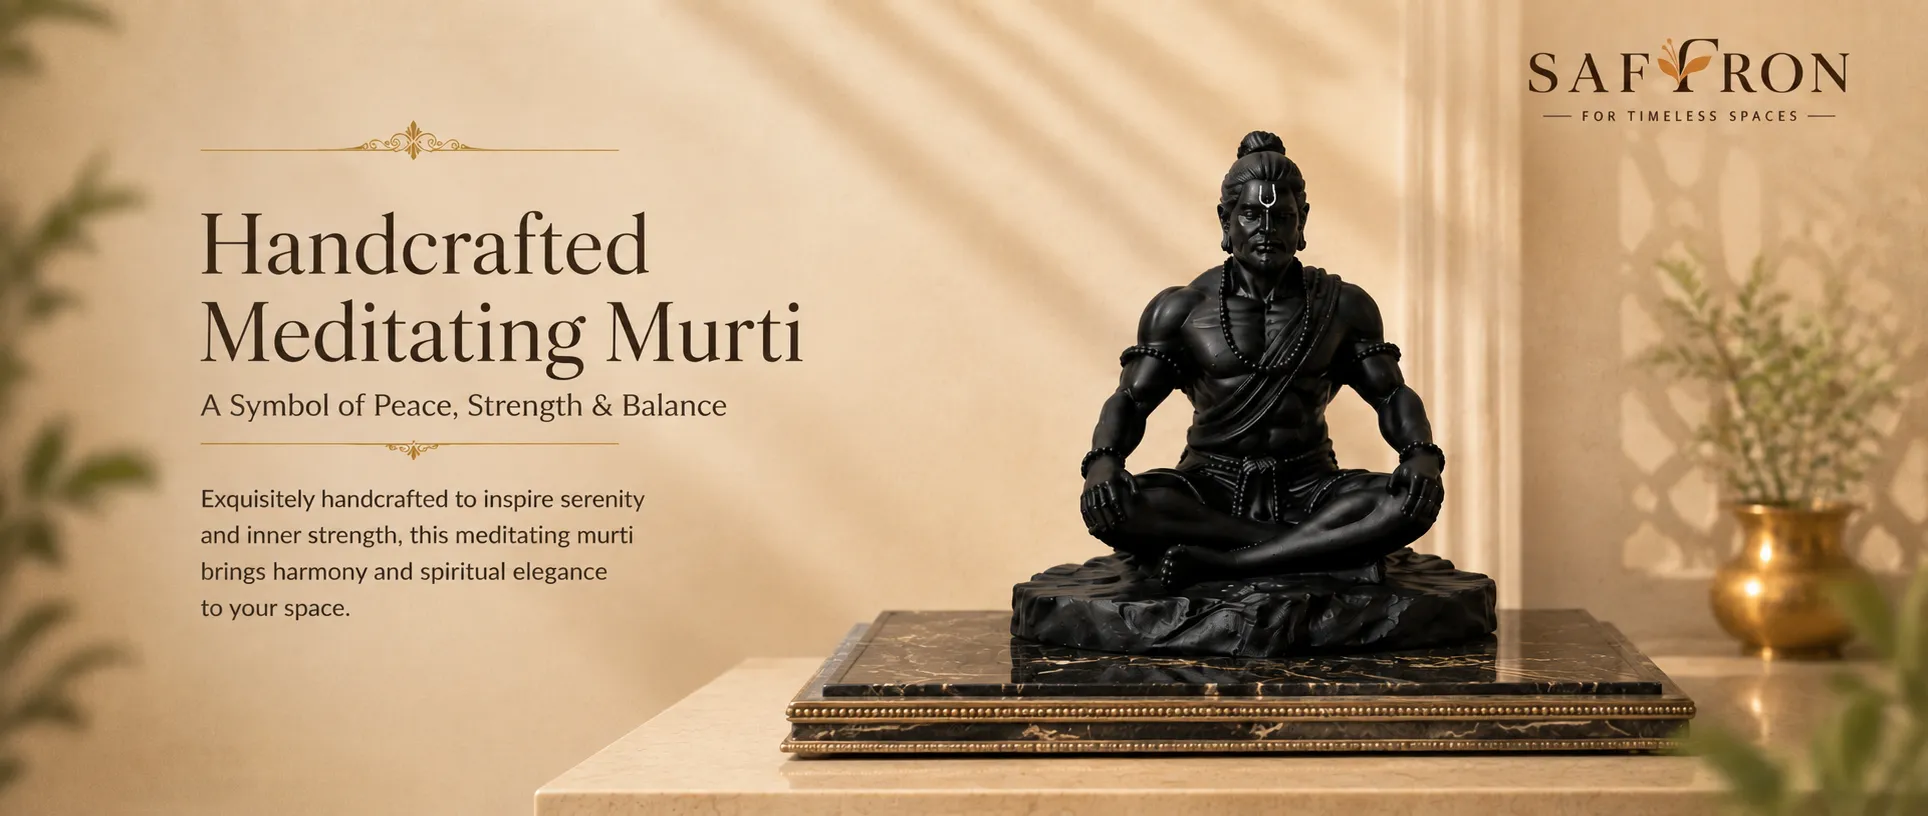 SAFFRON
FOR TIMELESS SPACES
Handcrafted
Meditating Murti
A Symbol of Peace, Strength & Balance
Exquisitely handcrafted to inspire serenity
and inner strength, this meditating murti
brings harmony and spiritual elegance
to your space.